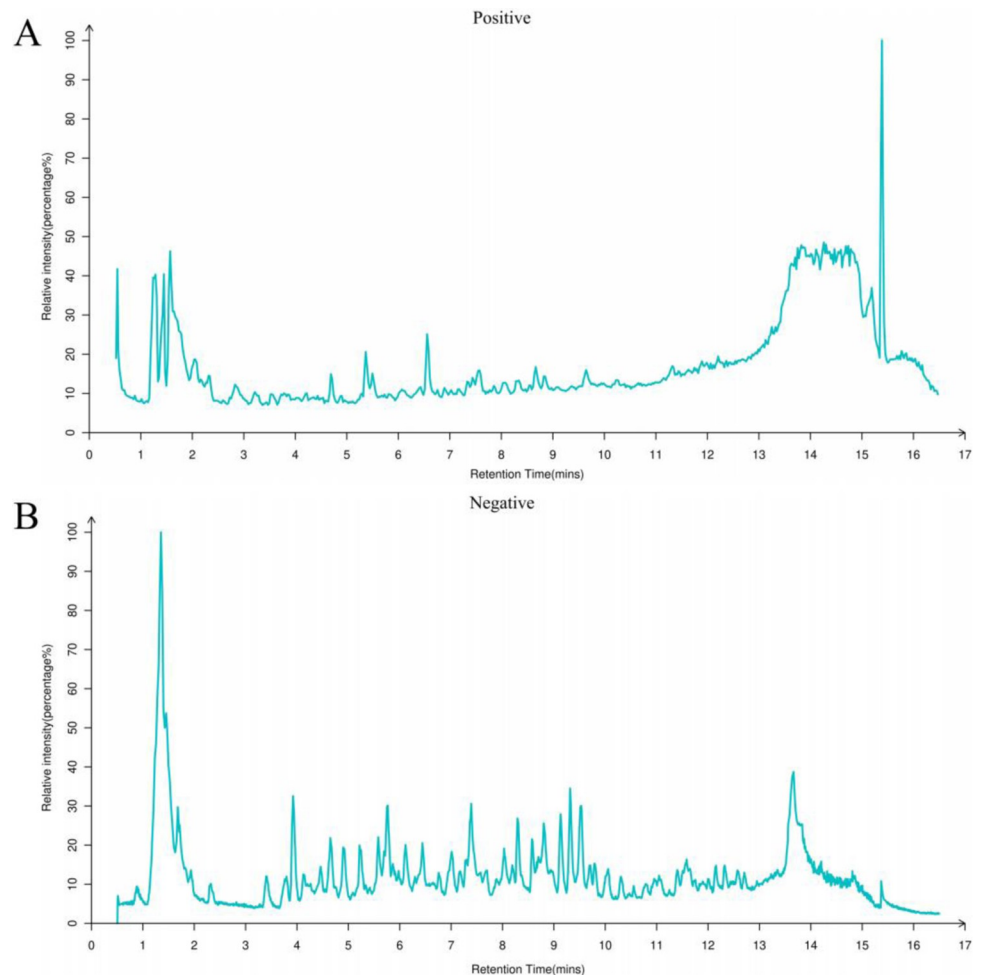 A
Positive
Relative intensity(percentage%)
100
90
80
70
60
50
40
30
20
10
0
0 1 2 3 4 5 6 7 8 9 10 11 12 13 14 15 16 17
Retention Time(mins)
B
Negative
Relative intensity(percentage%)
100
90
80
70
60
50
40
30
20
10
0
0 1 2 3 4 5 6 7 8 9 10 11 12 13 14 15 16 17
Retention Time(mins)